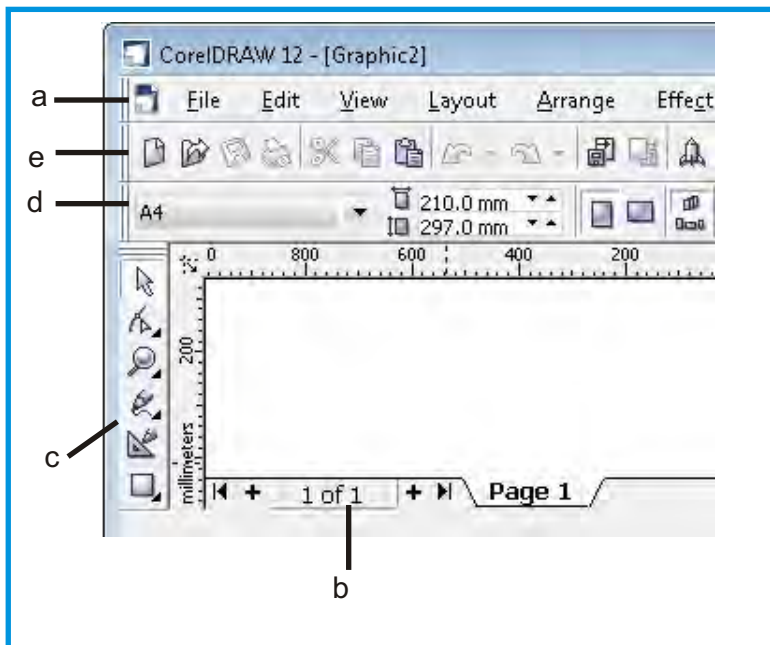 CorelDRAW 12 - [Graphic2]
a File Edit View Layout Arrange Effect
e
d
A4 210.0 mm
297.0 mm
0 800 600 400 200
200
millimeters
c
1 of 1 Page 1
b